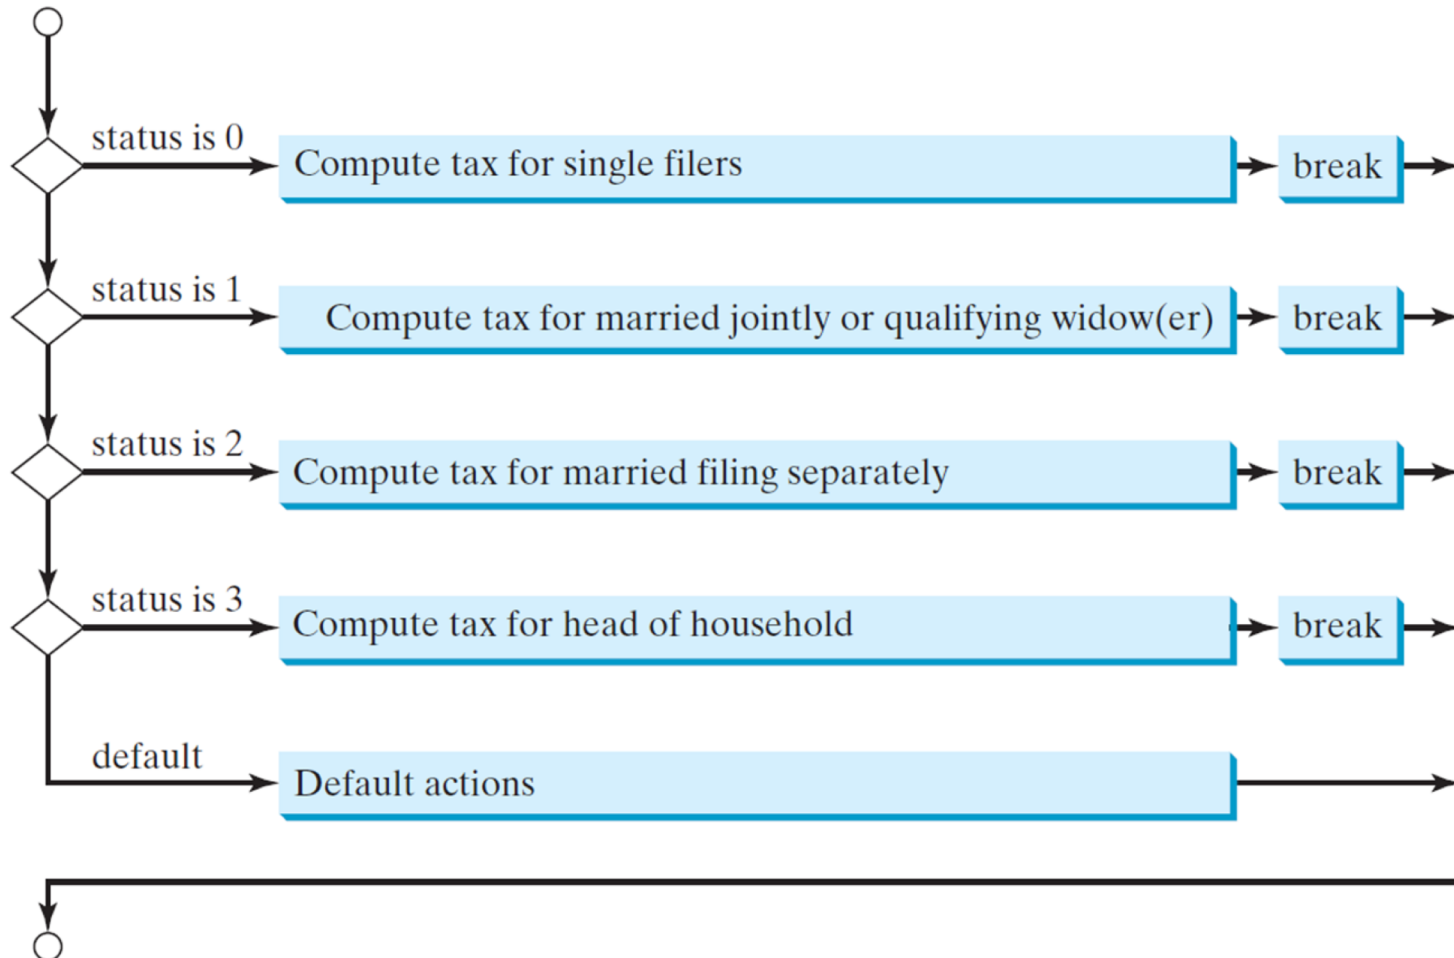 status is 0
Compute tax for single filers
break
status is 1
Compute tax for married jointly or qualifying widow(er)
break
status is 2
Compute tax for married filing separately
break
status is 3
Compute tax for head of household
break
default
Default actions